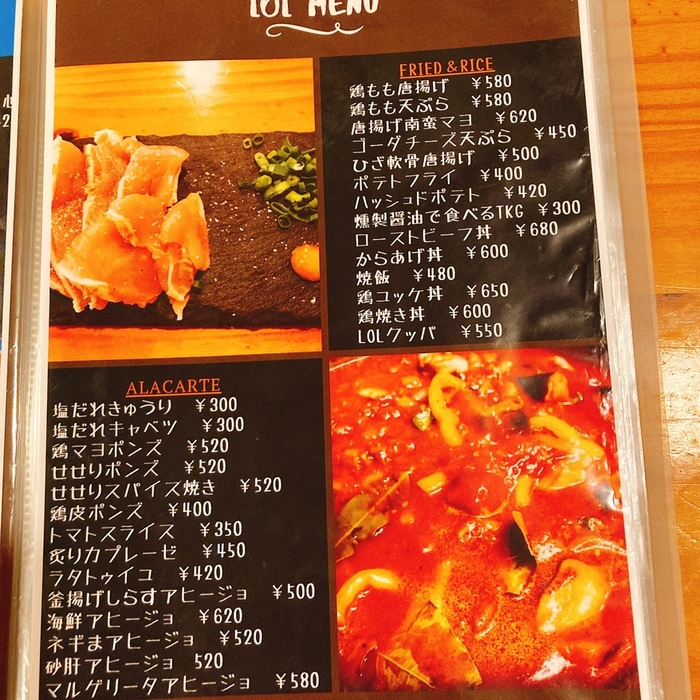 LOL MENU
FRIED & RICE
鶏もも唐揚げ ¥580
鶏もも天ぷら ¥580
唐揚げ南蛮マヨ ¥620
ゴーダチーズ天ぷら ¥450
ひざ軟骨唐揚げ ¥500
ポテトフライ ¥400
ハッシュドポテト ¥420
燻製醤油で食べるTKG ¥300
ローストビーフ丼 ¥680
からあげ丼 ¥600
焼飯 ¥480
鶏ユッケ丼 ¥650
鶏焼き丼 ¥600
LOLクッパ ¥550
ALACARTE
塩だれきゅうり ¥300
塩だれキャベツ ¥300
鶏マヨポンズ ¥520
せせりポンズ ¥520
せせりスパイス焼き ¥520
鶏皮ポンズ ¥400
トマトスライス ¥350
炙りカプレーゼ ¥450
ラタトゥイユ ¥420
釜揚げしらすアヒージョ ¥500
海鮮アヒージョ ¥620
ネギまアヒージョ ¥520
砂肝アヒージョ 520
マルゲリータアヒージョ ¥580